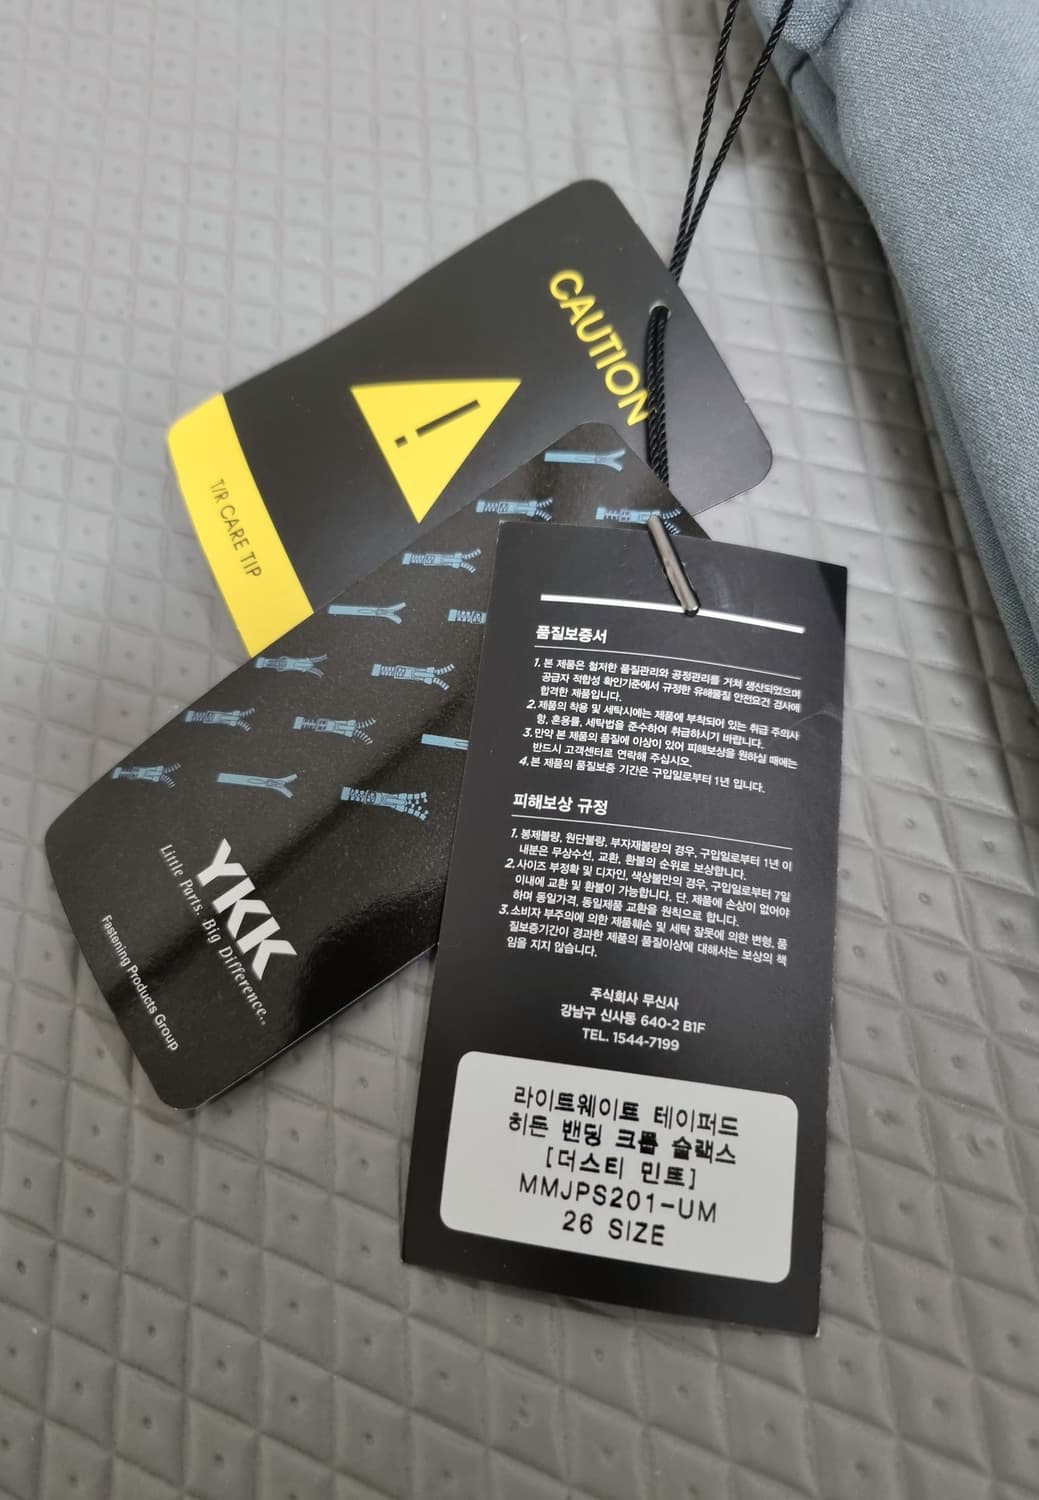 CAUTION
!
T/R CARE TIP
YKK
Little Parts. Big Difference.
Fastening Products Group
품질보증서
1. 본 제품은 철저한 품질관리와 공정관리를 거쳐 생산되었으며
공급자 적합성 확인기준에서 규정한 유해물질 안전요건 검사에
합격한 제품입니다.
2. 제품의 착용 및 세탁시에는 제품에 부착되어 있는 취급 주의사
항, 혼용률, 세탁법을 준수하여 취급하시기 바랍니다.
3. 만약 본 제품의 품질에 이상이 있어 피해보상을 원하실 때에는
반드시 고객센터로 연락해 주십시오.
4. 본 제품의 품질보증 기간은 구입일로부터 1년 입니다.
피해보상 규정
1. 봉제불량, 원단불량, 부자재불량의 경우, 구입일로부터 1년 이
내분은 무상수선, 교환, 환불의 순위로 보상합니다.
2. 사이즈 부정확 및 디자인, 색상불만의 경우, 구입일로부터 7일
이내에 교환 및 환불이 가능합니다. 단, 제품에 손상이 없어야
하며 동일가격, 동일제품 교환을 원칙으로 합니다.
3. 소비자 부주의에 의한 제품훼손 및 세탁 잘못에 의한 변형, 품
질보증기간이 경과한 제품의 품질이상에 대해서는 보상의 책
임을 지지 않습니다.
주식회사 무신사
강남구 신사동 640-2 B1F
TEL. 1544-7199
라이트웨이트 테이퍼드
히든 밴딩 크롭 슬랙스
[더스티 민트]
MMJPS201-UM
26 SIZE